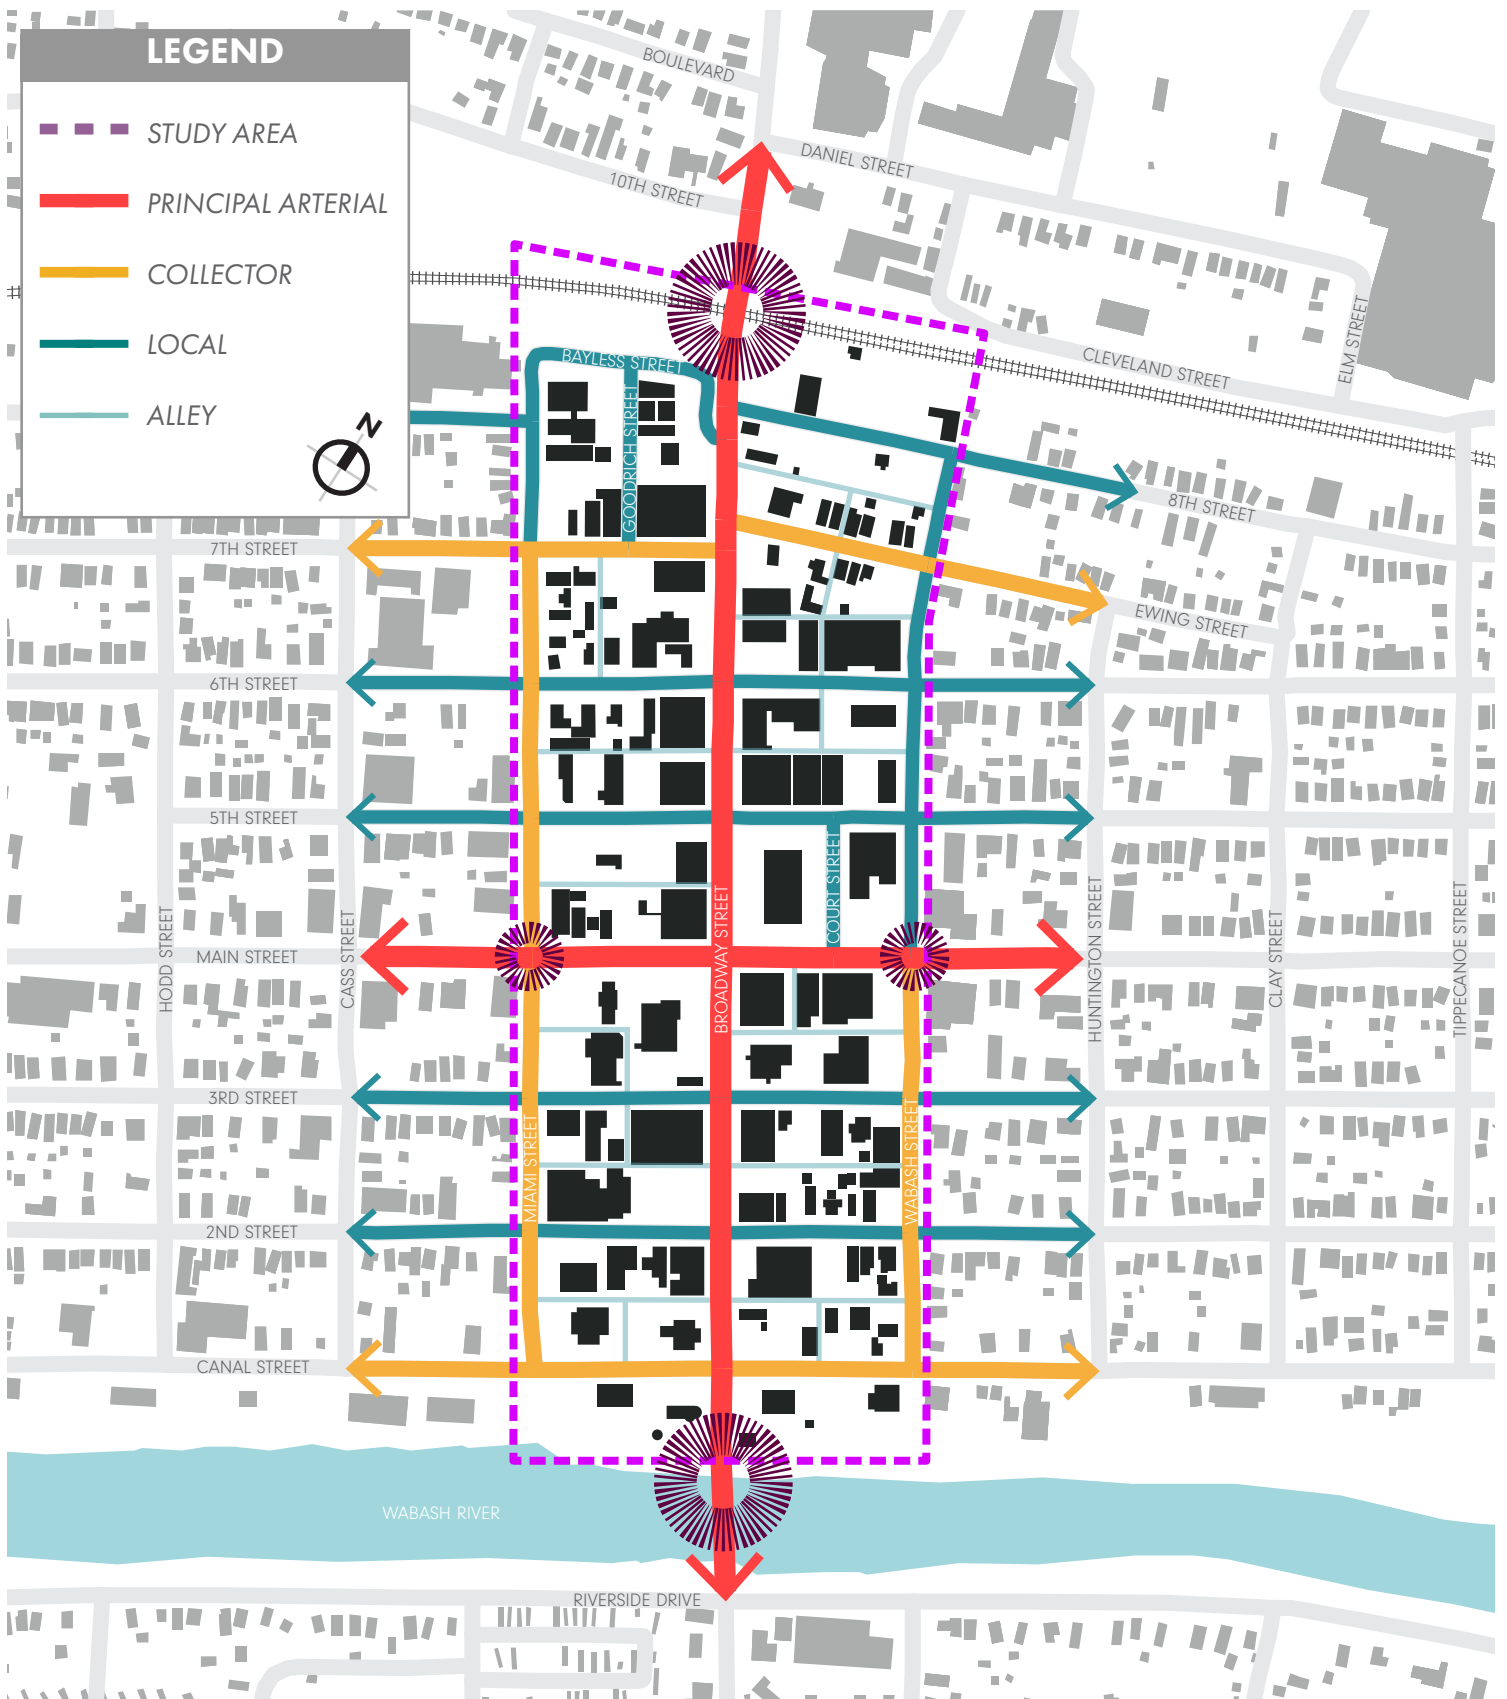 LEGEND
STUDY AREA
PRINCIPAL ARTERIAL
COLLECTOR
LOCAL
ALLEY
N
BOULEVARD
DANIEL STREET
10TH STREET
ELM STREET
CLEVELAND STREET
BAYLESS STREET
GOODRICH STREET
8TH STREET
7TH STREET
EWING STREET
6TH STREET
5TH STREET
COURT STREET
BROADWAY STREET
HODD STREET
CASS STREET
MAIN STREET
HUNTINGTON STREET
CLAY STREET
TIPPECANOE STREET
3RD STREET
MIAMI STREET
WABASH STREET
2ND STREET
CANAL STREET
WABASH RIVER
RIVERSIDE DRIVE